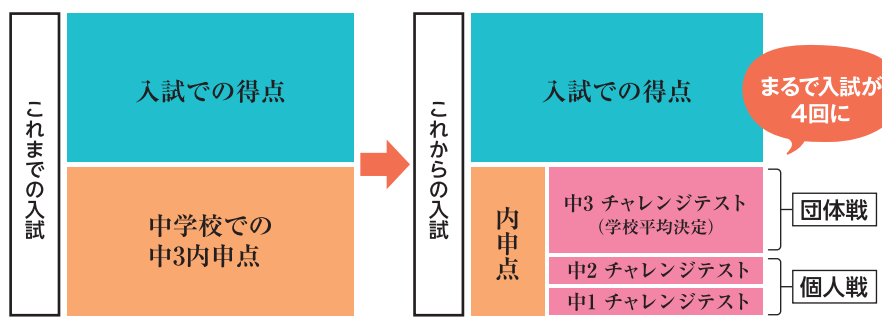 これまでの入試
入試での得点
中学校での
中3内申点
これからの入試
入試での得点
まるで入試が
4回に
内申点
中3 チャレンジテスト
(学校平均決定)
中2 チャレンジテスト
中1 チャレンジテスト
団体戦
個人戦